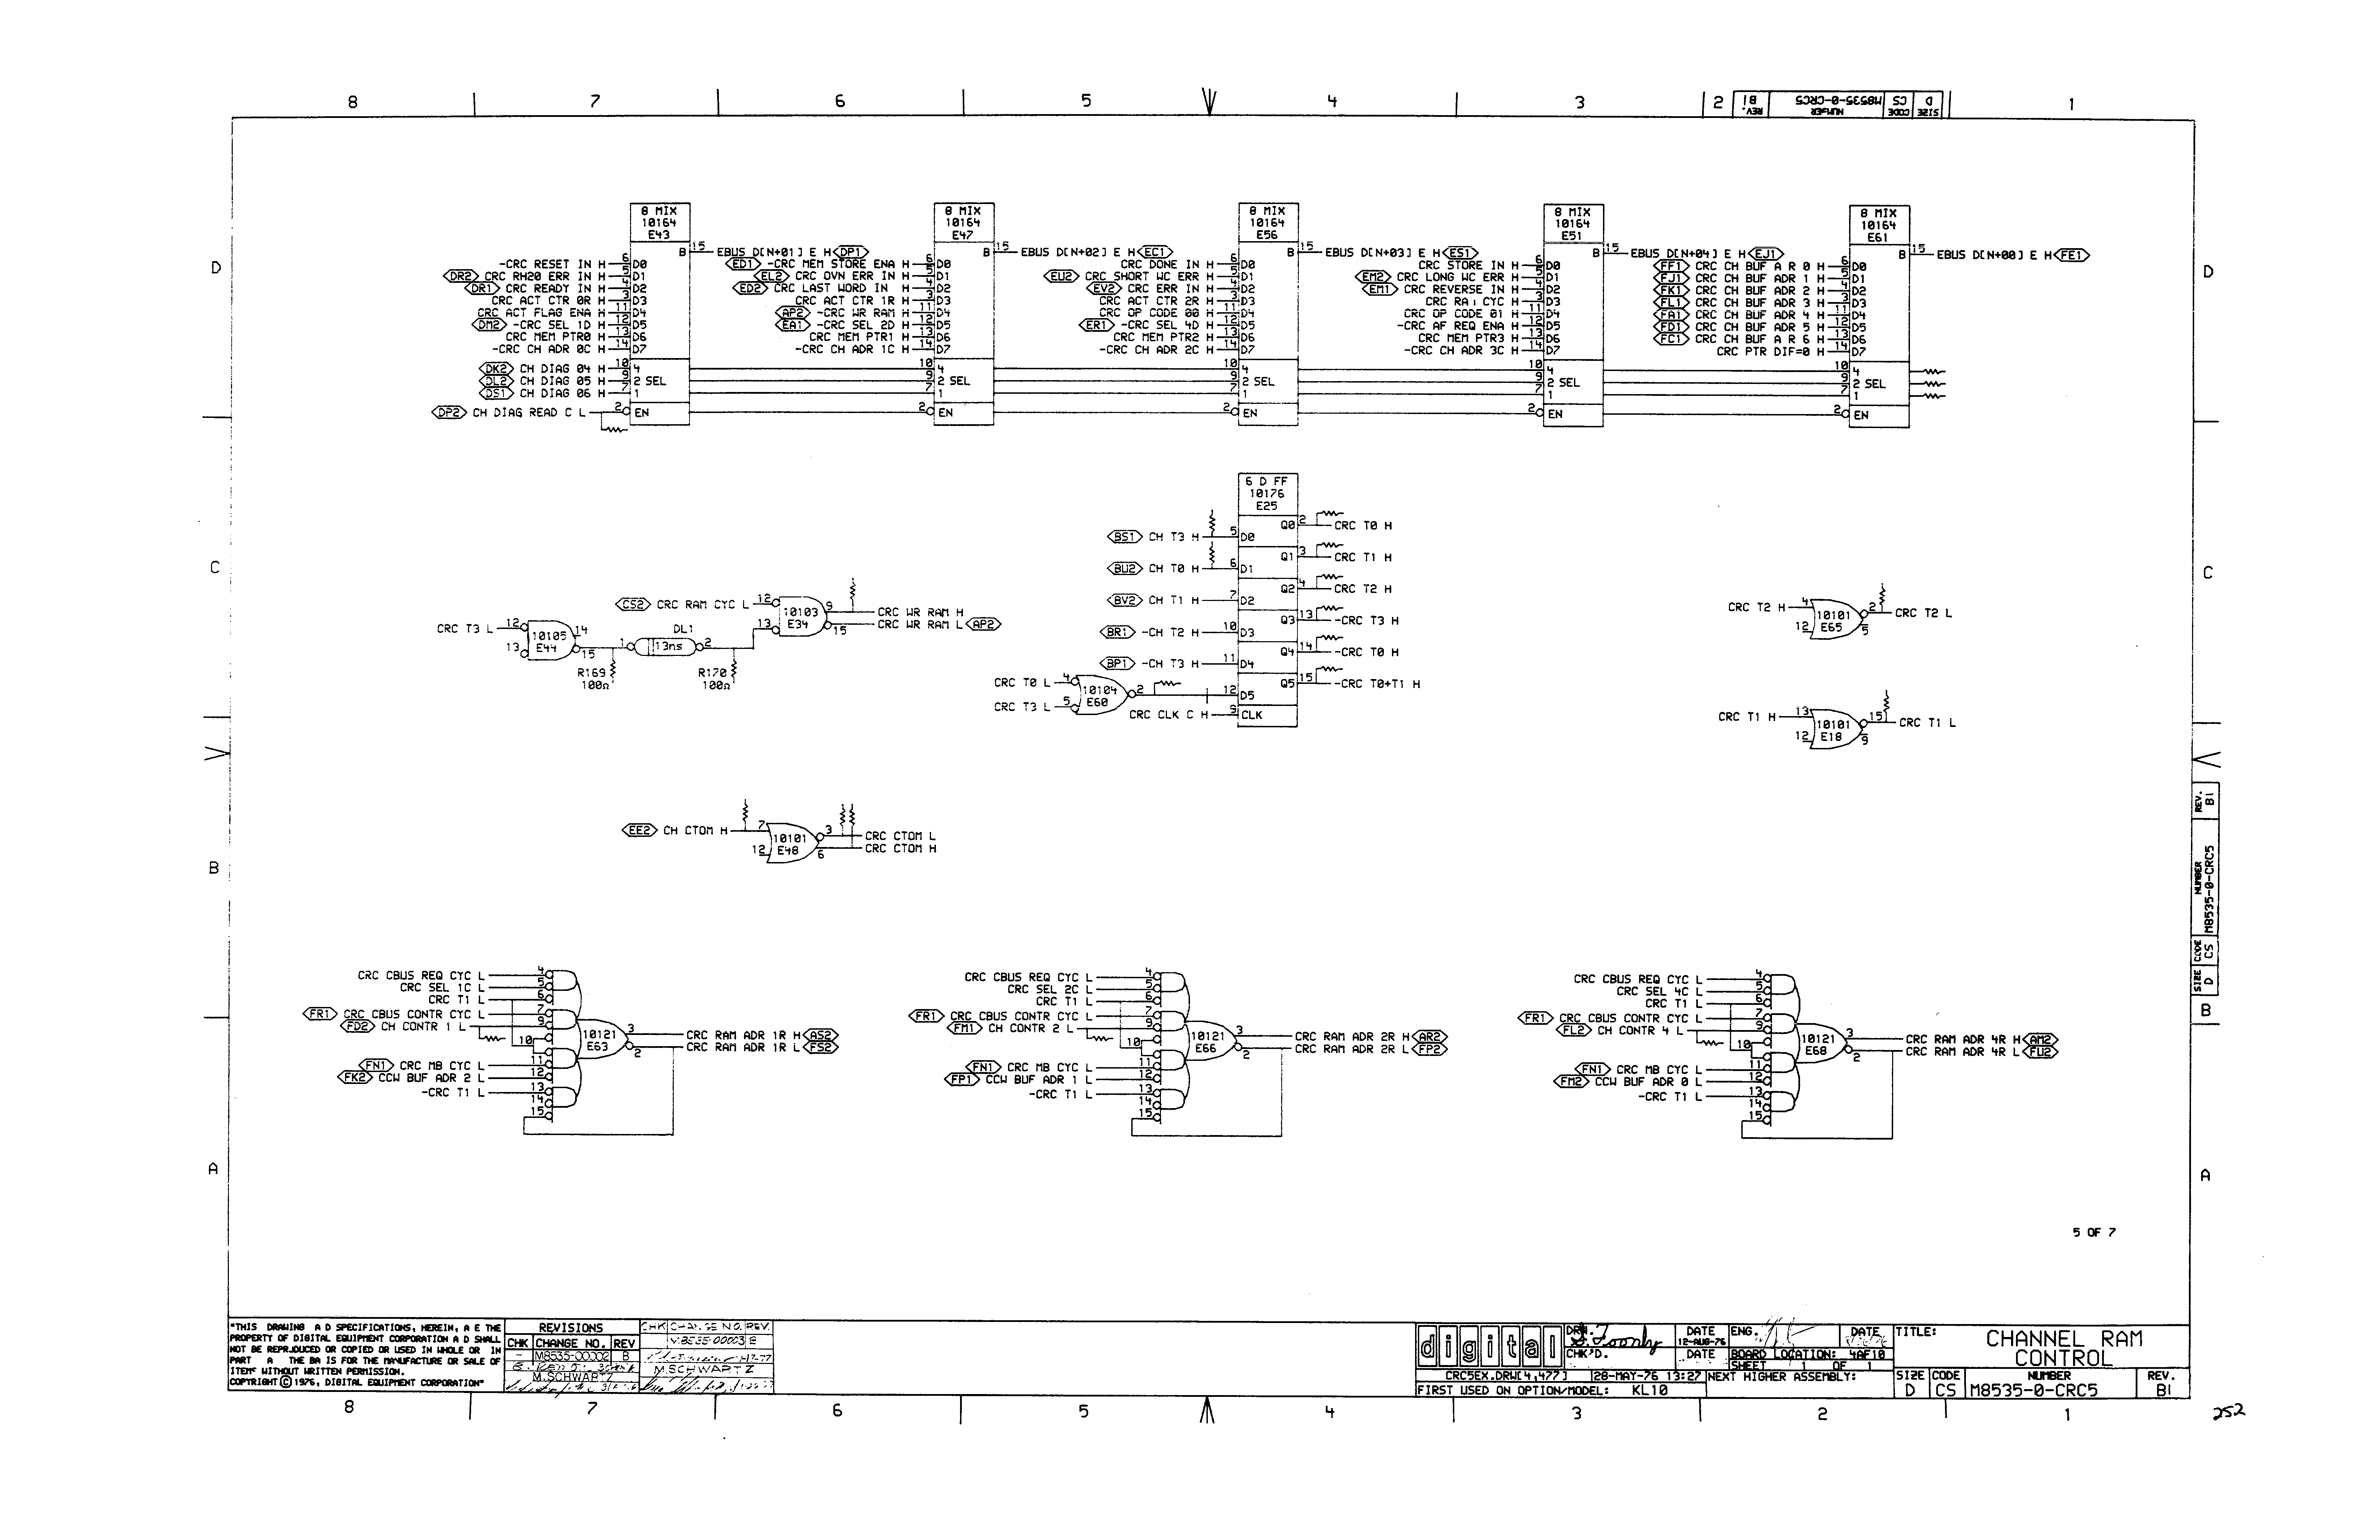 8 7 6 5 4 3 2 1
REV. B1 NUMBER M8535-0-CRC5 CODE CS SIZE D
D
8 MIX 10164 E43
-CRC RESET IN H 6 D0
DR2 CRC RH20 ERR IN H 5 D1
DR1 CRC READY IN H 4 D2
CRC ACT CTR 0R H 3 D3
CRC ACT FLAG ENA H 11 D4
DM2 -CRC SEL 1D H 12 D5
CRC MEM PTR0 H 13 D6
-CRC CH ADR 0C H 14 D7
DK2 CH DIAG 04 H 10 4
DL2 CH DIAG 05 H 9 2 SEL
DS1 CH DIAG 06 H 7 1
DP2 CH DIAG READ C L 2 EN
B 15 EBUS D[N+01] E H DP1
8 MIX 10164 E47
ED1 -CRC MEM STORE ENA H 6 D0
EL2 CRC OVN ERR IN H 5 D1
ED2 CRC LAST WORD IN H 4 D2
CRC ACT CTR 1R H 3 D3
AP2 -CRC WR RAM H 11 D4
EA1 -CRC SEL 2D H 12 D5
CRC MEM PTR1 H 13 D6
-CRC CH ADR 1C H 14 D7
10 4
9 2 SEL
7 1
2 EN
B 15 EBUS D[N+02] E H EC1
8 MIX 10164 E56
CRC DONE IN H 6 D0
EU2 CRC SHORT WC ERR H 5 D1
EV2 CRC ERR IN H 4 D2
CRC ACT CTR 2R H 3 D3
CRC OP CODE 00 H 11 D4
ER1 -CRC SEL 4D H 12 D5
CRC MEM PTR2 H 13 D6
-CRC CH ADR 2C H 14 D7
10 4
9 2 SEL
7 1
2 EN
B 15 EBUS D[N+03] E H ES1
8 MIX 10164 E51
CRC STORE IN H 6 D0
EM2 CRC LONG WC ERR H 5 D1
EM1 CRC REVERSE IN H 4 D2
CRC RA CYC H 3 D3
CRC OP CODE 01 H 11 D4
-CRC AF REQ ENA H 12 D5
CRC MEM PTR3 H 13 D6
-CRC CH ADR 3C H 14 D7
10 4
9 2 SEL
7 1
2 EN
B 15 EBUS D[N+04] E H EJ1
8 MIX 10164 E61
FF1 CRC CH BUF A R 0 H 6 D0
FJ1 CRC CH BUF ADR 1 H 5 D1
FK1 CRC CH BUF ADR 2 H 4 D2
FL1 CRC CH BUF ADR 3 H 3 D3
FA1 CRC CH BUF ADR 4 H 11 D4
FD1 CRC CH BUF ADR 5 H 12 D5
FC1 CRC CH BUF A R 6 H 13 D6
CRC PTR DIF=0 H 14 D7
10 4
9 2 SEL
7 1
2 EN
B 15 EBUS D[N+00] E H FE1
D
C
CRC T3 L 12
13
10105 E44
14
15
1 DL1 13ns 2
R169 100Ω
R170 100Ω
CS2 CRC RAM CYC L 12
13
10103 E34
9 CRC WR RAM H
15 CRC WR RAM L AP2
6 D FF 10176 E25
BS1 CH T3 H 5 D0
BU2 CH T0 H 6 D1
BV2 CH T1 H 7 D2
BR1 -CH T2 H 10 D3
BP1 -CH T3 H 11 D4
CRC T0 L 4
CRC T3 L 5
10104 E60
2 12 D5
CRC CLK C H 9 CLK
Q0 2 CRC T0 H
Q1 3 CRC T1 H
Q2 4 CRC T2 H
Q3 13 -CRC T3 H
Q4 14 -CRC T0 H
Q5 15 -CRC T0+T1 H
CRC T2 H 4
12
10101 E65
2 CRC T2 L
5
CRC T1 H 13
12
10101 E18
15 CRC T1 L
9
C
B
EE2 CH CTOM H 7
12
10101 E48
3 CRC CTOM L
6 CRC CTOM H
REV. B1
NUMBER M8535-0-CRC5
CODE CS
SIZE D
B
CRC CBUS REQ CYC L 4
CRC SEL 1C L 5
CRC T1 L 6
FR1 CRC CBUS CONTR CYC L 7
FD2 CH CONTR 1 L 9
10
FN1 CRC MB CYC L 11
FK2 CCW BUF ADR 2 L 12
-CRC T1 L 13
14
15
10121 E63
3 CRC RAM ADR 1R H AS2
2 CRC RAM ADR 1R L FS2
CRC CBUS REQ CYC L 4
CRC SEL 2C L 5
CRC T1 L 6
FR1 CRC CBUS CONTR CYC L 7
FM1 CH CONTR 2 L 9
10
FN1 CRC MB CYC L 11
FP1 CCW BUF ADR 1 L 12
-CRC T1 L 13
14
15
10121 E66
3 CRC RAM ADR 2R H AR2
2 CRC RAM ADR 2R L FP2
CRC CBUS REQ CYC L 4
CRC SEL 4C L 5
CRC T1 L 6
FR1 CRC CBUS CONTR CYC L 7
FL2 CH CONTR 4 L 9
10
FN1 CRC MB CYC L 11
FM2 CCW BUF ADR 0 L 12
-CRC T1 L 13
14
15
10121 E68
3 CRC RAM ADR 4R H AM2
2 CRC RAM ADR 4R L FU2
A
A
5 OF 7
"THIS DRAWING A D SPECIFICATIONS, HEREIN, A E THE
PROPERTY OF DIGITAL EQUIPMENT CORPORATION A D SHALL
NOT BE REPRODUCED OR COPIED OR USED IN WHOLE OR IN
PART A THE BA IS FOR THE MANUFACTURE OR SALE OF
ITEMS WITHOUT WRITTEN PERMISSION.
COPYRIGHT © 1976, DIGITAL EQUIPMENT CORPORATION"
REVISIONS
CHK CHANGE NO. REV
- M8535-00002 B
M.SCHWARTZ
CHK CHANGE NO. REV.
M8535-00003
M.SCHWARTZ
digital
DRN.
CHK'D.
DATE 12-AUG-76
DATE
ENG.
DATE
BOARD LOCATION: 4AF10
SHEET 1 OF 1
CRC5EX.DRW[4,477] 28-MAY-76 13:27 NEXT HIGHER ASSEMBLY:
FIRST USED ON OPTION/MODEL: KL10
TITLE: CHANNEL RAM
CONTROL
SIZE D CODE CS NUMBER M8535-0-CRC5 REV. B1
8 7 6 5 4 3 2 1
252